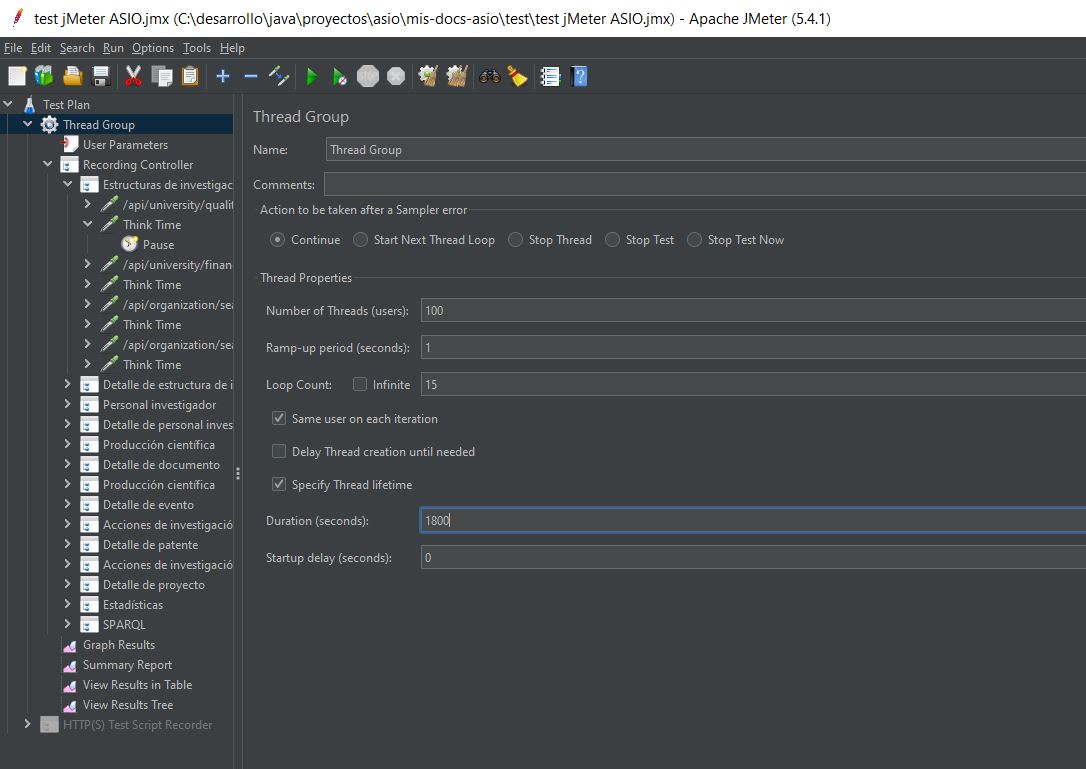 test jMeter ASIO.jmx (C:\desarrollo\java\proyectos\asio\mis-docs-asio\test\test jMeter ASIO.jmx) - Apache JMeter (5.4.1)
File Edit Search Run Options Tools Help
STOP
Test Plan
Thread Group
User Parameters
Recording Controller
Estructuras de investigac
/api/university/qualit
Think Time
Pause
/api/university/finan
Think Time
/api/organization/sea
Think Time
/api/organization/sea
Think Time
Detalle de estructura de i
Personal investigador
Detalle de personal inves
Producción científica
Detalle de documento
Producción científica
Detalle de evento
Acciones de investigació
Detalle de patente
Acciones de investigació
Detalle de proyecto
Estadísticas
SPARQL
Graph Results
Summary Report
View Results in Table
View Results Tree
HTTP(S) Test Script Recorder
Thread Group
Name: Thread Group
Comments:
Action to be taken after a Sampler error
Continue Start Next Thread Loop Stop Thread Stop Test Stop Test Now
Thread Properties
Number of Threads (users): 100
Ramp-up period (seconds): 1
Loop Count: Infinite 15
Same user on each iteration
Delay Thread creation until needed
Specify Thread lifetime
Duration (seconds): 1800
Startup delay (seconds): 0